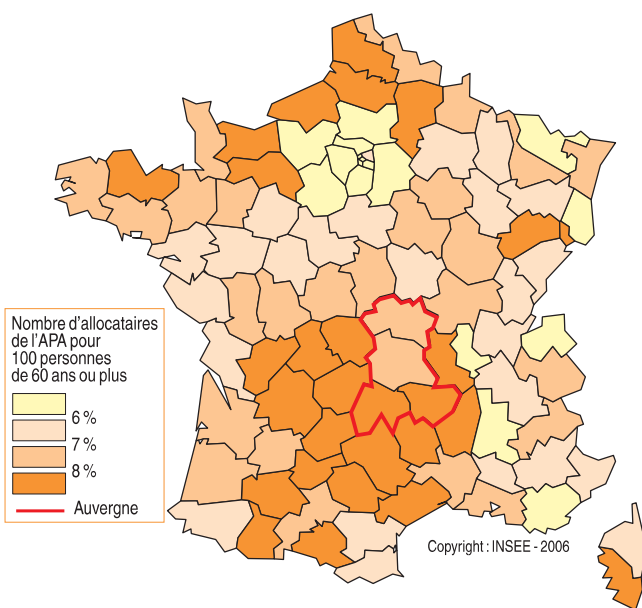 Nombre d'allocataires
de l'APA pour
100 personnes
de 60 ans ou plus
6 %
7 %
8 %
Auvergne
Copyright : INSEE - 2006